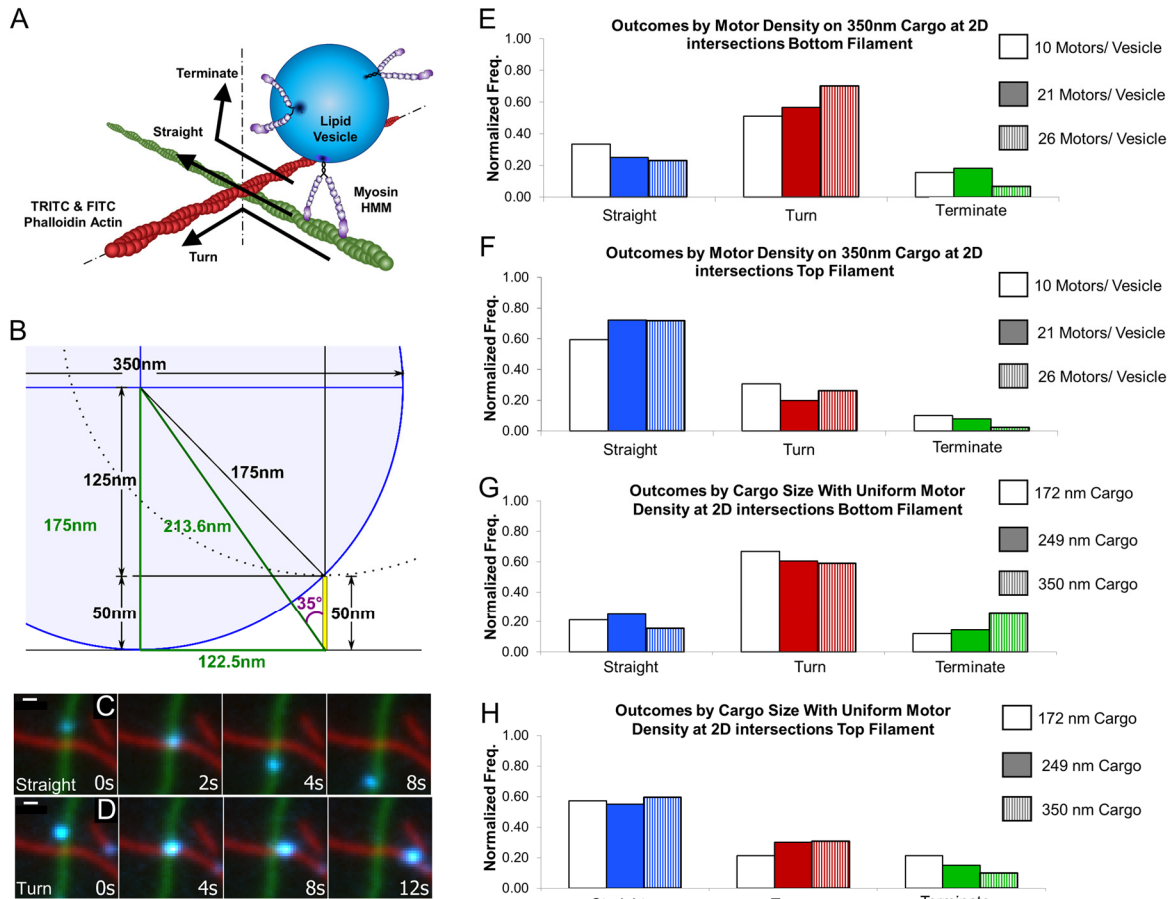 A
Terminate
Straight
Lipid
Vesicle
TRITC & FITC
Phalloidin Actin
Myosin
HMM
Turn
B
350nm
125nm
175nm
175nm
213.6nm
50nm
35°
50nm
122.5nm
C
Straight
0s
2s
4s
8s
D
Turn
0s
4s
8s
12s
E
Outcomes by Motor Density on 350nm Cargo at 2D
intersections Bottom Filament
Normalized Freq.
1.00
0.80
0.60
0.40
0.20
0.00
Straight
Turn
Terminate
10 Motors/ Vesicle
21 Motors/ Vesicle
26 Motors/ Vesicle
F
Outcomes by Motor Density on 350nm Cargo at 2D
intersections Top Filament
Normalized Freq.
1.00
0.80
0.60
0.40
0.20
0.00
Straight
Turn
Terminate
10 Motors/ Vesicle
21 Motors/ Vesicle
26 Motors/ Vesicle
G
Outcomes by Cargo Size With Uniform Motor
Density at 2D intersections Bottom Filament
Normalized Freq.
1.00
0.80
0.60
0.40
0.20
0.00
Straight
Turn
Terminate
172 nm Cargo
249 nm Cargo
350 nm Cargo
H
Outcomes by Cargo Size With Uniform Motor
Density at 2D intersections Top Filament
Normalized Freq.
1.00
0.80
0.60
0.40
0.20
0.00
172 nm Cargo
249 nm Cargo
350 nm Cargo